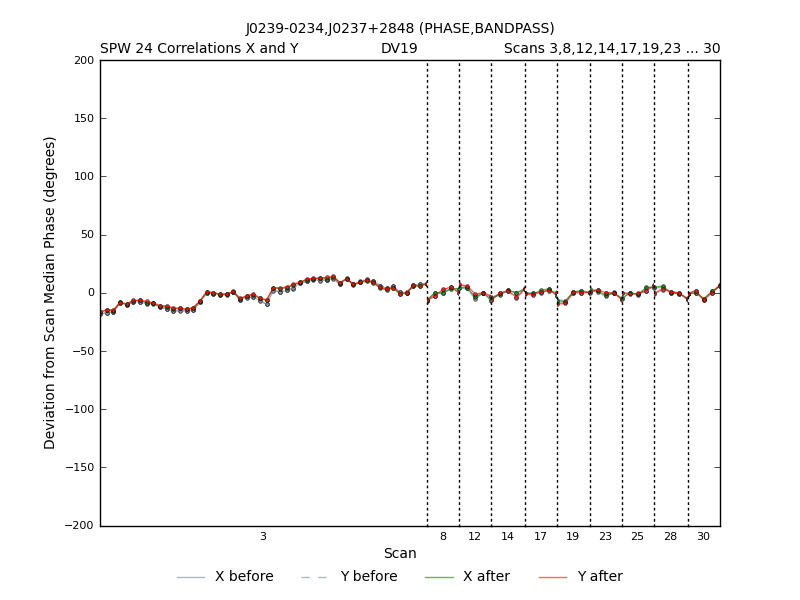 J0239-0234,J0237+2848 (PHASE,BANDPASS)
SPW 24 Correlations X and Y DV19 Scans 3,8,12,14,17,19,23 ... 30
200
150
100
50
0
−50
−100
−150
−200
Deviation from Scan Median Phase (degrees)
3 8 12 14 17 19 23 25 28 30
Scan
X before Y before X after Y after